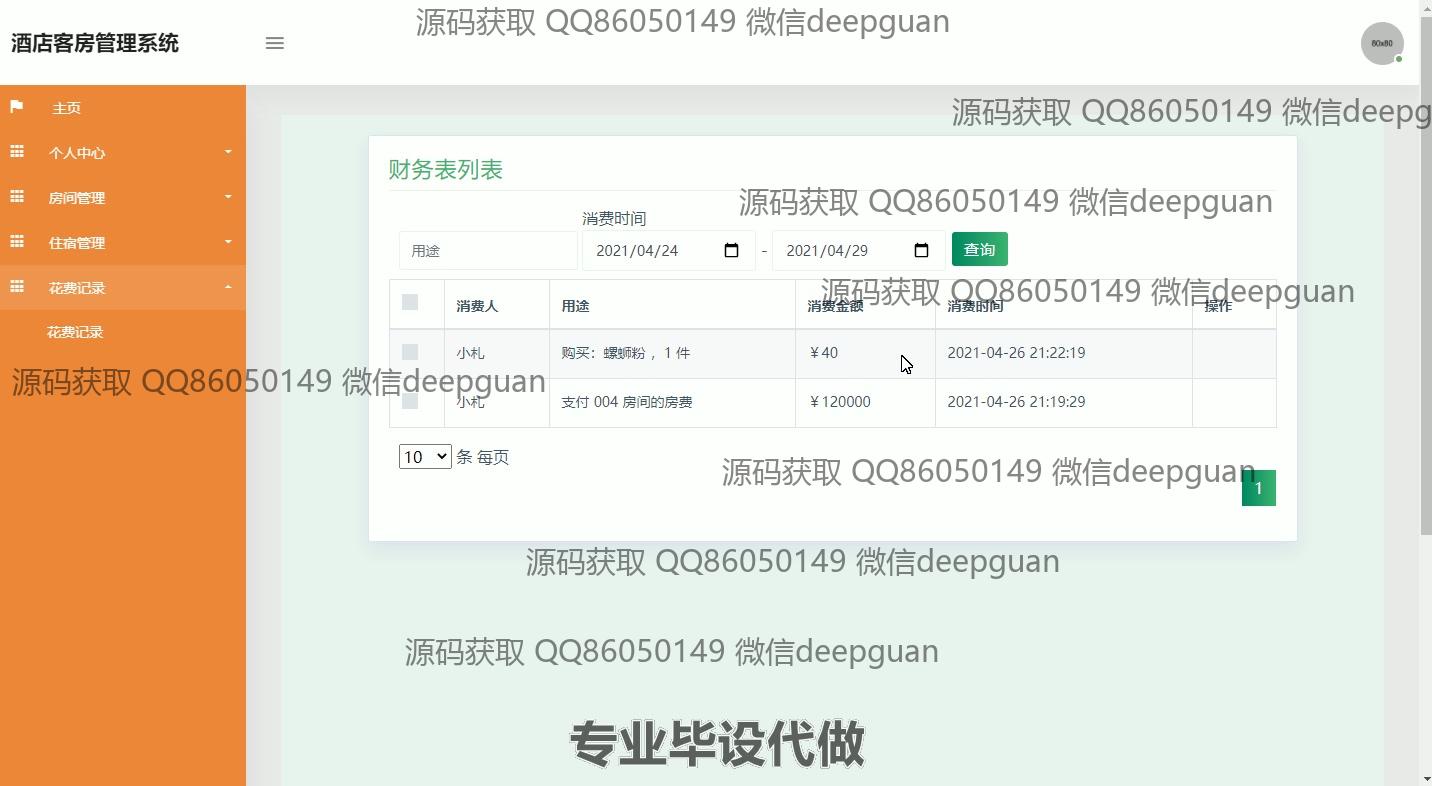 源码获取 QQ86050149 微信deepguan
酒店客房管理系统
80x80
源码获取 QQ86050149 微信deepg
主页
个人中心
房间管理
住宿管理
花费记录
花费记录
财务表列表
源码获取 QQ86050149 微信deepguan
消费时间
用途 2021/04/24 - 2021/04/29 查询
源码获取 QQ86050149 微信deepguan
消费人 用途 消费金额 消费时间 操作
小札 购买：螺蛳粉 ，1 件 ￥40 2021-04-26 21:22:19
源码获取 QQ86050149 微信deepguan
小札 支付 004 房间的房费 ￥120000 2021-04-26 21:19:29
10 条 每页
源码获取 QQ86050149 微信deepguan
1
源码获取 QQ86050149 微信deepguan
源码获取 QQ86050149 微信deepguan
专业毕设代做